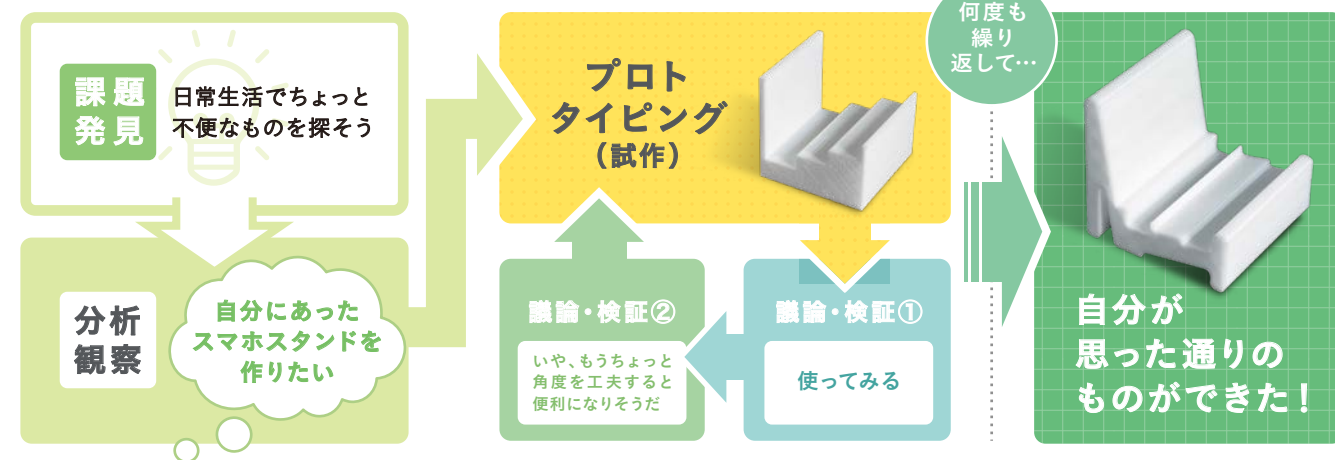 課題
発見
日常生活でちょっと
不便なものを探そう
分析
観察
自分にあった
スマホスタンドを
作りたい
プロト
タイピング
（試作）
議論・検証①
使ってみる
議論・検証②
いや、もうちょっと
角度を工夫すると
便利になりそうだ
何度も
繰り
返して…
自分が
思った通りの
ものができた！